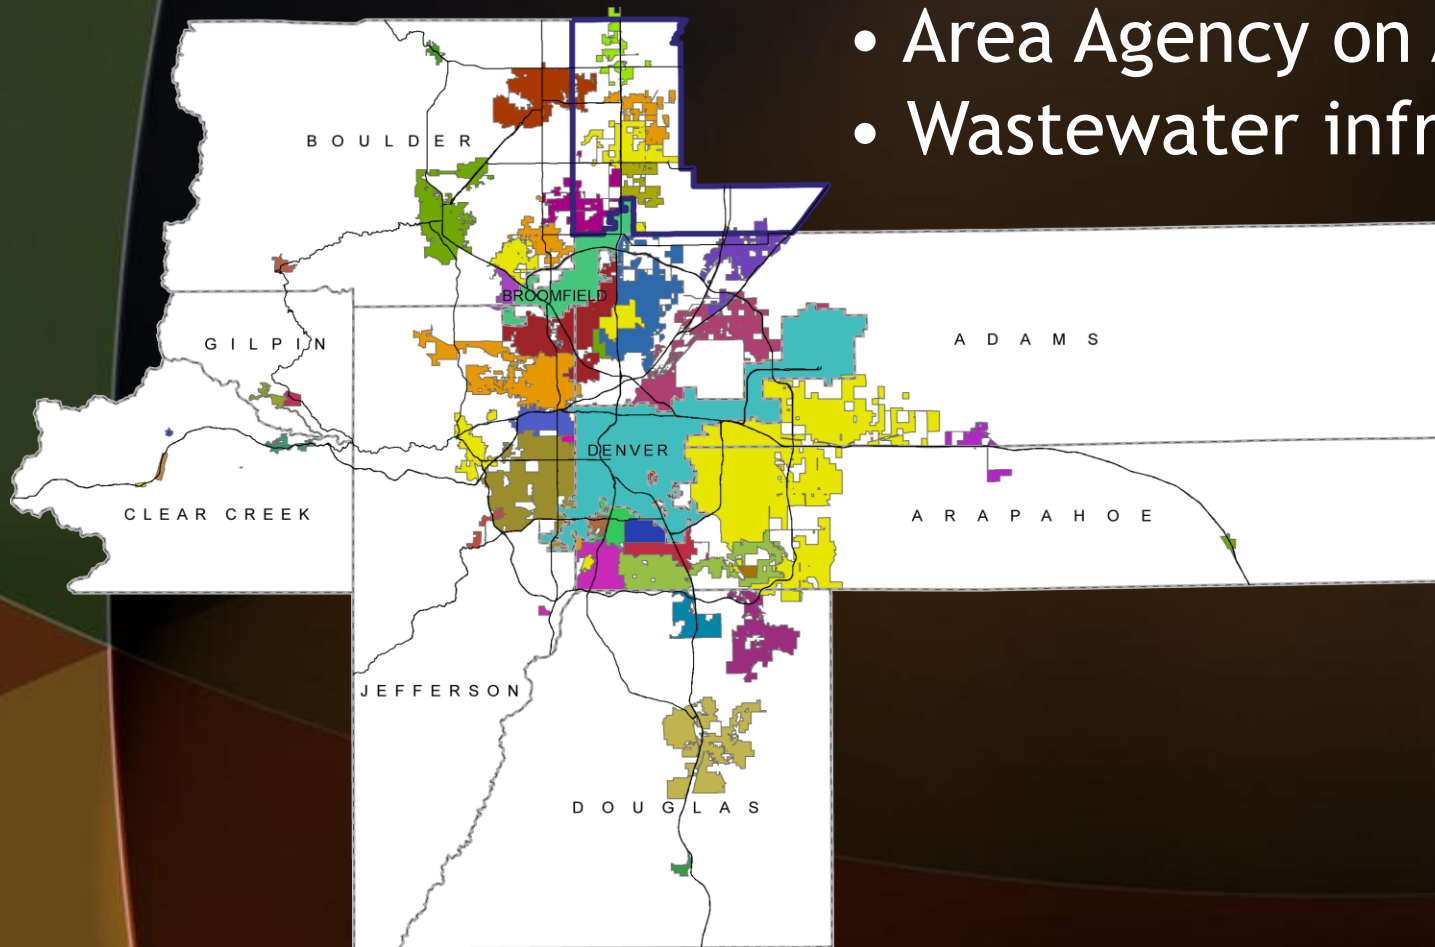 • Area Agency on
• Wastewater infr
BOULDER
BROOMFIELD
GILPIN
ADAMS
DENVER
CLEAR CREEK
ARAPAHOE
JEFFERSON
DOUGLAS